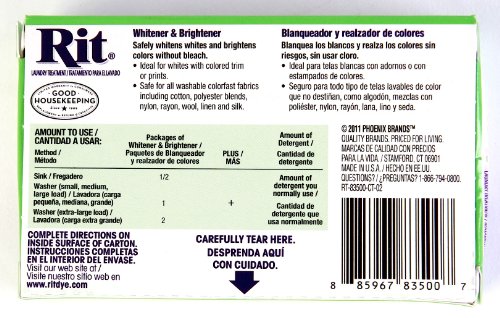 Rit®
LAUNDRY TREATMENT/TRATAMIENTO PARA EL LAVADO
GOOD
HOUSEKEEPING
Whitener & Brightener
Safely whitens whites and brightens
colors without bleach.
• Ideal for whites with colored trim
or prints.
• Safe for all washable colorfast fabrics
including cotton, polyester blends,
nylon, rayon, wool, linen and silk.
Blanqueador y realzador de colores
Blanquea los blancos y realza los colores sin
riesgos, sin usar cloro.
• Ideal para telas blancas con adornos o con
estampados de colores.
• Seguro para todo tipo de telas lavables de color
que no destiñan, como algodón, mezclas con
poliéster, nylon, rayón, lana, lino y seda.
AMOUNT TO USE /
CANTIDAD A USAR:
Method /
Método
Packages of
Whitener & Brightener /
Paquetes de Blanqueador
y realzador de colores
PLUS /
MÁS
Amount of
Detergent /
Cantidad
de detergente
Sink / Fregadero
1/2
Washer (small, medium,
large load) / Lavadora (carga
pequeña, mediana, grande)
1
Washer (extra-large load) /
Lavadora (carga extra grande)
2
+
Amount of
detergent you
normally use /
Cantidad de
detergente que
usa normalmente
© 2011 PHOENIX BRANDS™
QUALITY BRANDS. PRICED FOR LIVING.
MARCAS DE CALIDAD CON PRECIOS
PARA LA VIDA. / STAMFORD, CT 06901
MADE IN U.S.A. / HECHO EN EE.UU.
QUESTIONS? / ¿PREGUNTAS? 1-866-794-0800.
RT-83500-CT-02
COMPLETE DIRECTIONS ON
INSIDE SURFACE OF CARTON.
INSTRUCCIONES COMPLETAS
EN EL INTERIOR DEL ENVASE.
Visit our web site at /
Visite nuestro sitio web en
www.ritdye.com
CAREFULLY TEAR HERE.
DESPRENDA AQUÍ
CON CUIDADO.
8 85967 83500 7